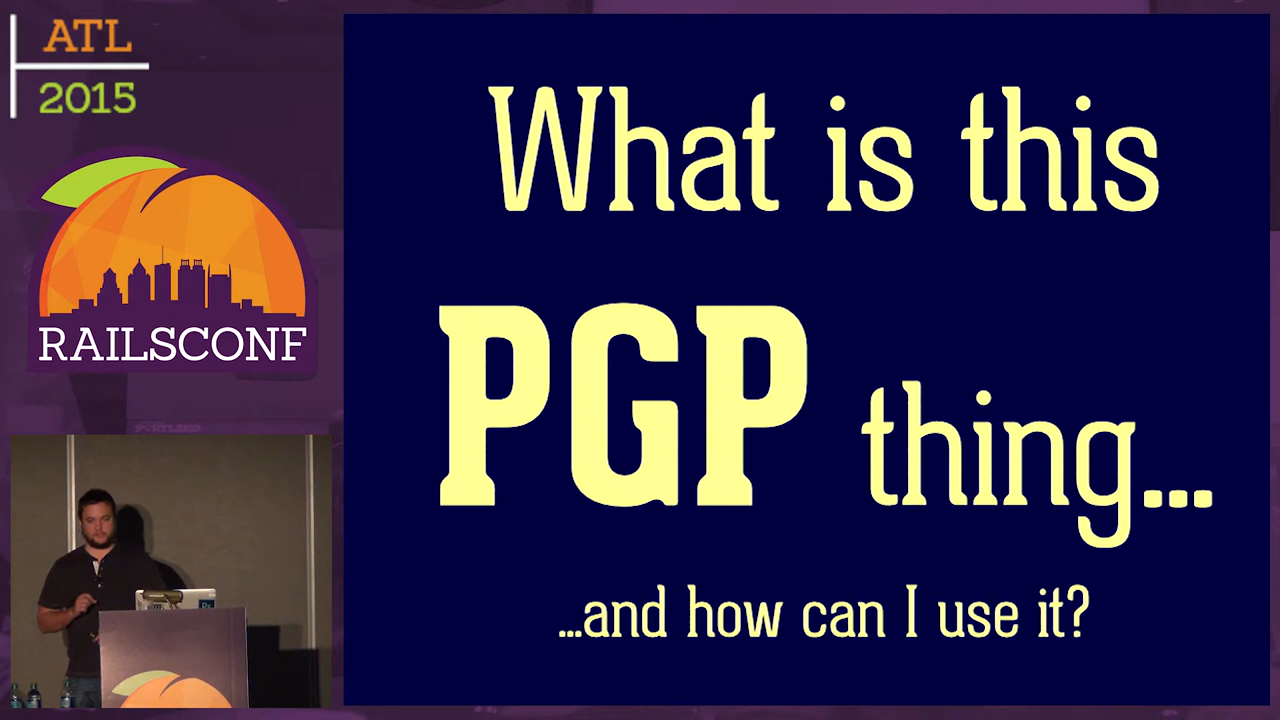 ATL
2015
RAILSCONF
What is this
PGP thing...
...and how can I use it?